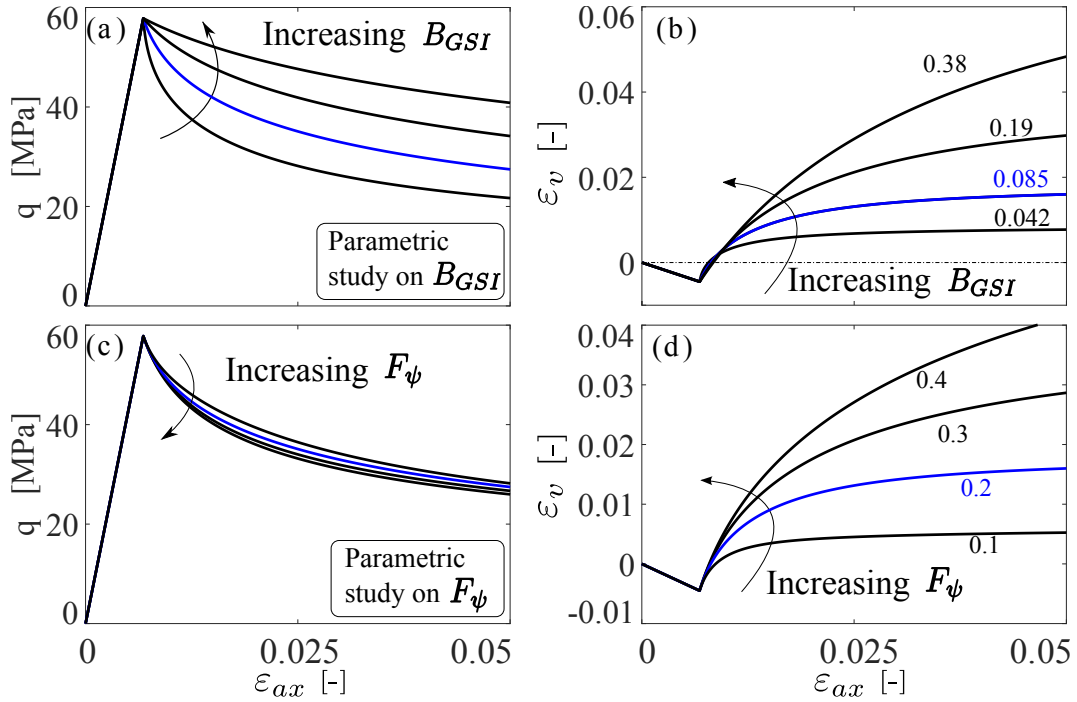 60
(a)
Increasing B_GSI
40
q [MPa]
20
Parametric
study on B_GSI
0
0.06
(b)
0.38
0.04
0.19
ε_v [-]
0.02
0.085
0.042
0
Increasing B_GSI
60
(c)
Increasing F_ψ
40
q [MPa]
20
Parametric
study on F_ψ
0
0
0.025
0.05
ε_ax [-]
0.04
(d)
0.4
0.03
0.3
0.02
ε_v [-]
0.2
0.01
0.1
0
Increasing F_ψ
-0.01
0
0.025
0.05
ε_ax [-]